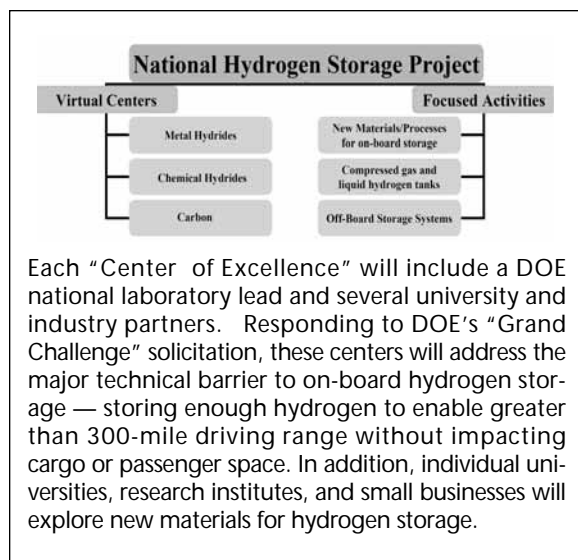 National Hydrogen Storage Project
Virtual Centers
Focused Activities
Metal Hydrides
New Materials/Processes
for on-board storage
Chemical Hydrides
Compressed gas and
liquid hydrogen tanks
Carbon
Off-Board Storage Systems
Each “Center of Excellence” will include a DOE
national laboratory lead and several university and
industry partners. Responding to DOE’s “Grand
Challenge” solicitation, these centers will address the
major technical barrier to on-board hydrogen stor-
age — storing enough hydrogen to enable greater
than 300-mile driving range without impacting
cargo or passenger space. In addition, individual uni-
versities, research institutes, and small businesses will
explore new materials for hydrogen storage.